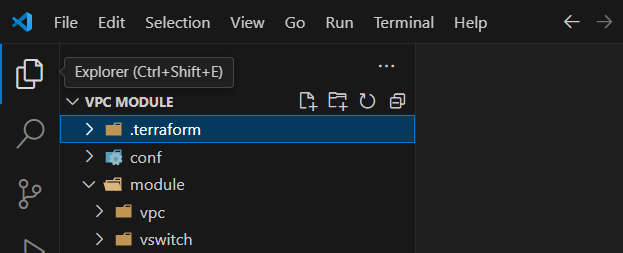 File Edit Selection View Go Run Terminal Help
Explorer (Ctrl+Shift+E)
VPC MODULE
.terraform
conf
module
vpc
vswitch